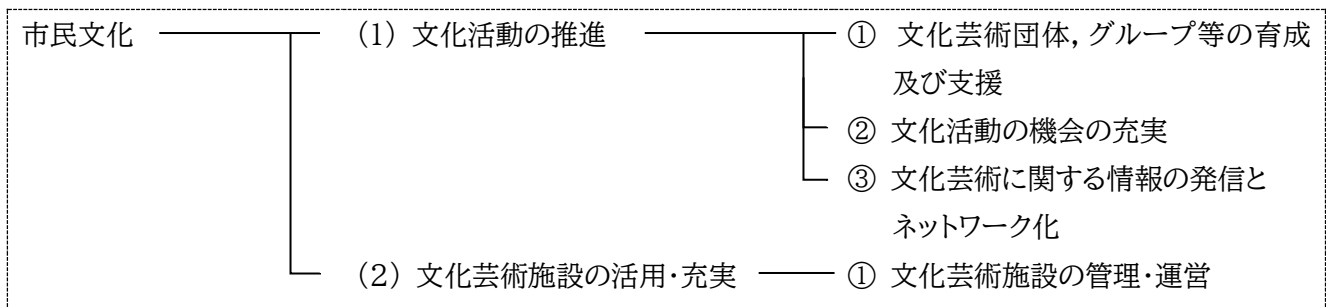 市民文化 (1) 文化活動の推進 ① 文化芸術団体,グループ等の育成
及び支援
② 文化活動の機会の充実
③ 文化芸術に関する情報の発信と
ネットワーク化
(2) 文化芸術施設の活用・充実 ① 文化芸術施設の管理・運営